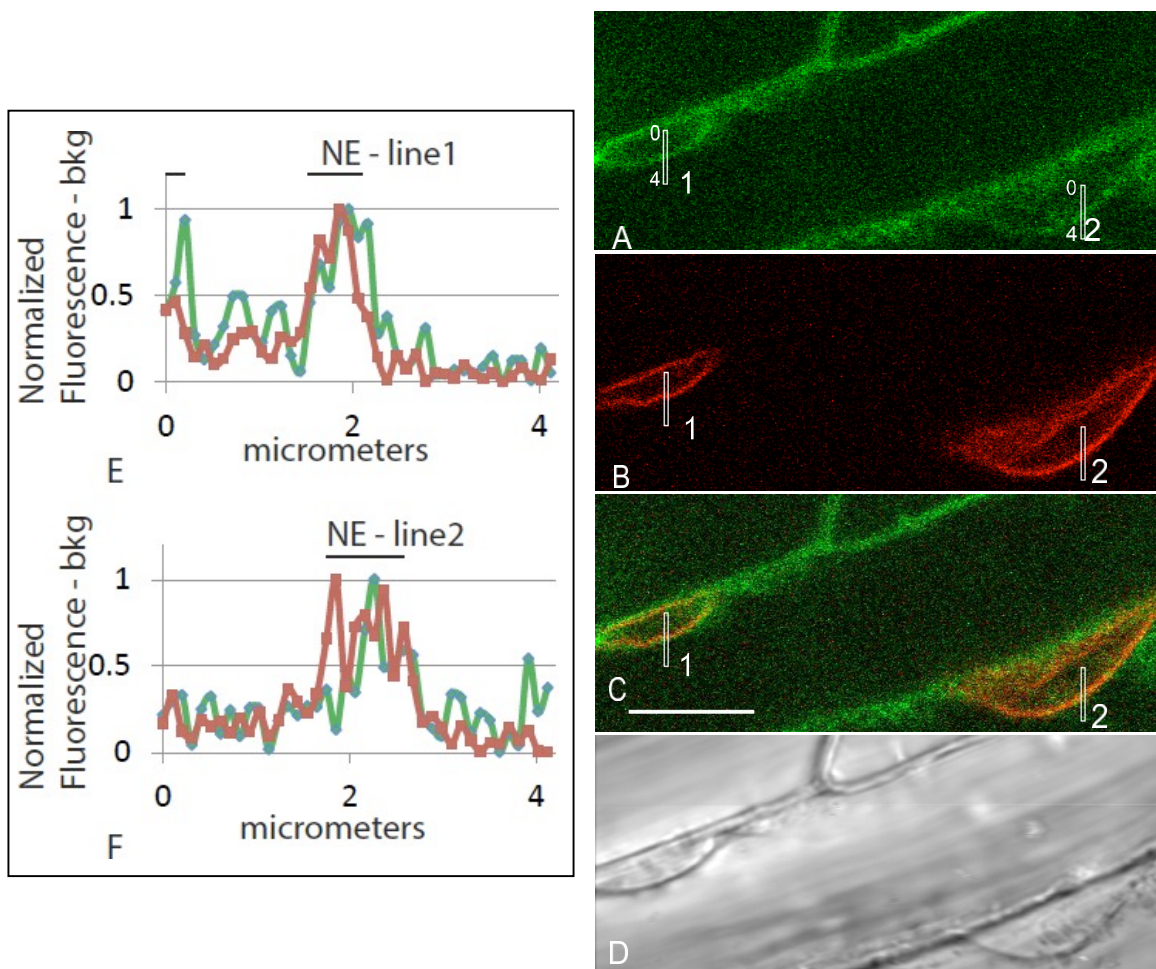 NE - line1
Normalized
Fluorescence - bkg
1
0.5
0
0 2 4
micrometers
E
NE - line2
Normalized
Fluorescence - bkg
1
0.5
0
0 2 4
micrometers
F
0
4 1
0
4 2
A
1
2
B
1
2
C
D